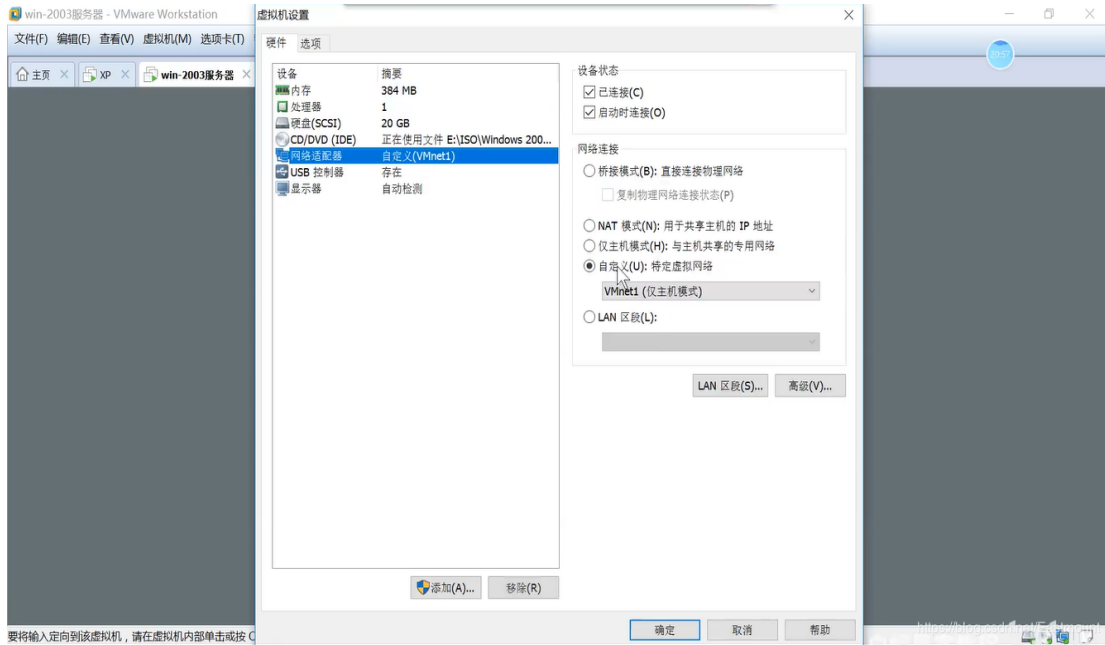 win-2003服务器 - VMware Workstation
虚拟机设置
文件(F) 编辑(E) 查看(V) 虚拟机(M) 选项卡(T)
硬件 选项
主页 XP win-2003服务器
20:57
设备 摘要
内存 384 MB
处理器 1
硬盘(SCSI) 20 GB
CD/DVD (IDE) 正在使用文件 E:\ISO\Windows 200...
网络适配器 自定义(VMnet1)
USB 控制器 存在
显示器 自动检测
设备状态
已连接(C)
启动时连接(O)
网络连接
桥接模式(B): 直接连接物理网络
复制物理网络连接状态(P)
NAT 模式(N): 用于共享主机的 IP 地址
仅主机模式(H): 与主机共享的专用网络
自定义(U): 特定虚拟网络
VMnet1 (仅主机模式)
LAN 区段(L):
LAN 区段(S)... 高级(V)...
添加(A)... 移除(R)
确定 取消 帮助
要将输入定向到该虚拟机，请在虚拟机内部单击或按 C
https://blog.csdn.net/Eastmount